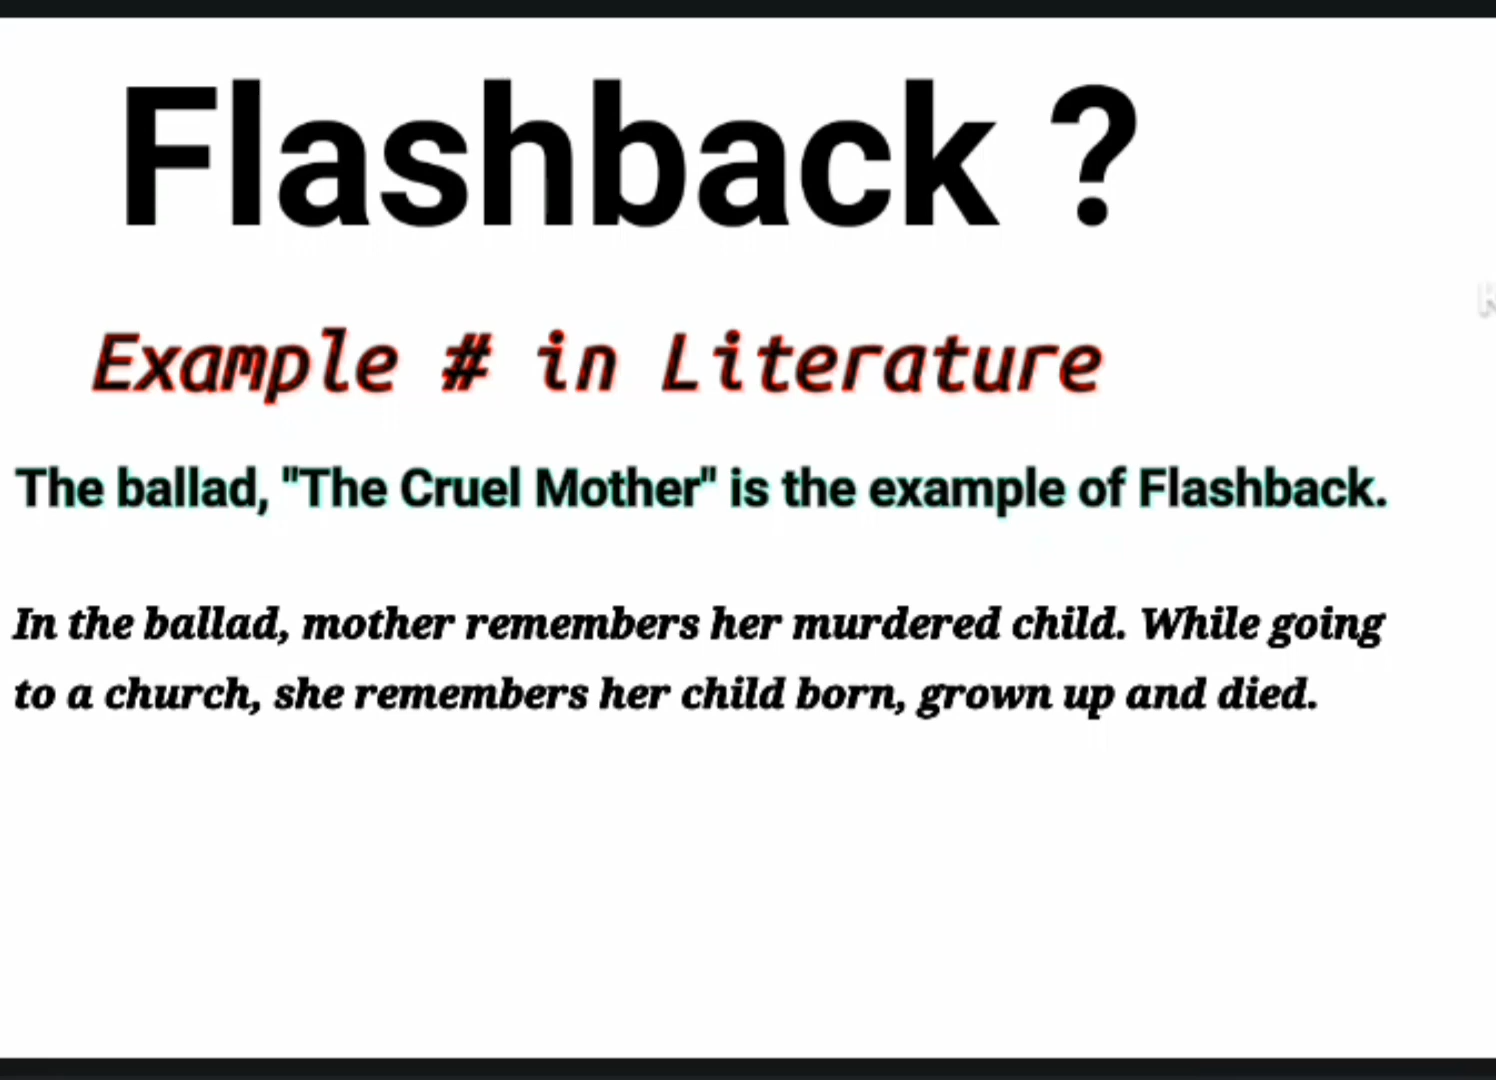 Flashback ?
Example # in Literature
The ballad, "The Cruel Mother" is the example of Flashback.
In the ballad, mother remembers her murdered child. While going
to a church, she remembers her child born, grown up and died.